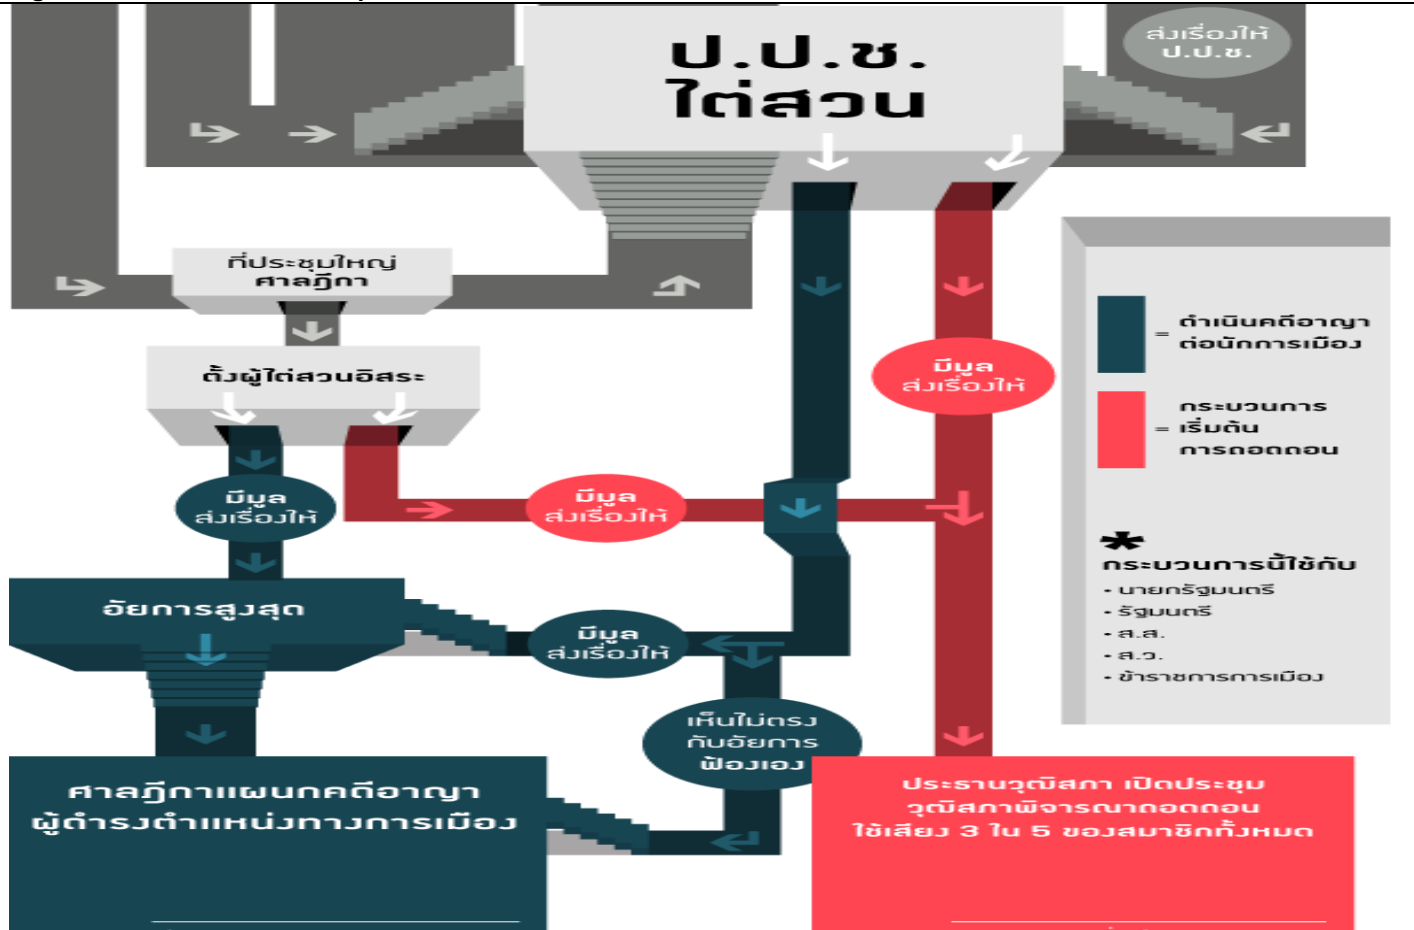 ส่งเรื่องให้
ป.ป.ช.
ป.ป.ช.
ไต่สวน
ที่ประชุมใหญ่
ศาลฎีกา
ตั้งผู้ไต่สวนอิสระ
มีมูล
ส่งเรื่องให้
= ดำเนินคดีอาญา
ต่อนักการเมือง
กระบวนการ
= เริ่มต้น
การถอดถอน
มีมูล
ส่งเรื่องให้
มีมูล
ส่งเรื่องให้
*
กระบวนการนี้ใช้กับ
• นายกรัฐมนตรี
• รัฐมนตรี
• ส.ส.
• ส.ว.
• ข้าราชการการเมือง
อัยการสูงสุด
มีมูล
ส่งเรื่องให้
เห็นไม่ตรง
กับอัยการ
ฟ้องเอง
ศาลฎีกาแผนกคดีอาญา
ผู้ดำรงตำแหน่งทางการเมือง
ประธานวุฒิสภา เปิดประชุม
วุฒิสภาพิจารณาถอดถอน
ใช้เสียง 3 ใน 5 ของสมาชิกทั้งหมด